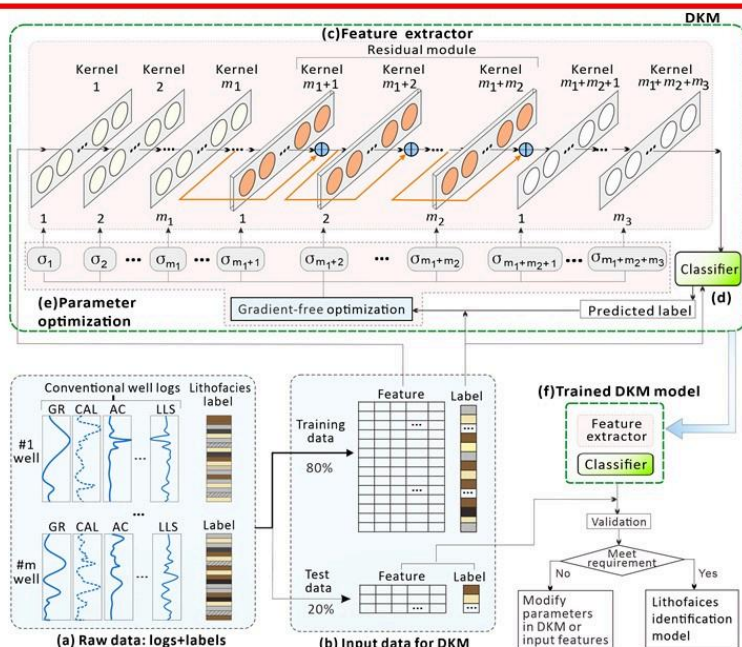 DKM
(c)Feature extractor
Residual module
Kernel 1
Kernel 2
Kernel m₁
Kernel m₁+1
Kernel m₁+2
Kernel m₁+m₂
Kernel m₁+m₂+1
Kernel m₁+m₂+m₃
1 2 m₁ 1 2 m₂ 1 m₃
σ₁ σ₂ ... σm₁ ... σm₁+1 σm₁+2 ... σm₁+m₂ σm₁+m₂+1 ... σm₁+m₂+m₃
Classifier
(d)
(e)Parameter
optimization
Gradient-free optimization
Predicted label
Conventional well logs
Lithofacies
label
GR CAL AC LLS
#1
well
...
...
GR CAL AC LLS Label
#m
well
...
(a) Raw data: logs+labels
Feature Label
Training
data
80%
...
...
...
...
Test
data
20%
Feature Label
...
...
(b) Input data for DKM
(f)Trained DKM model
Feature
extractor
Classifier
Validation
Meet
requirement
No
Yes
Modify
parameters
in DKM or
input features
Lithofaices
identification
model